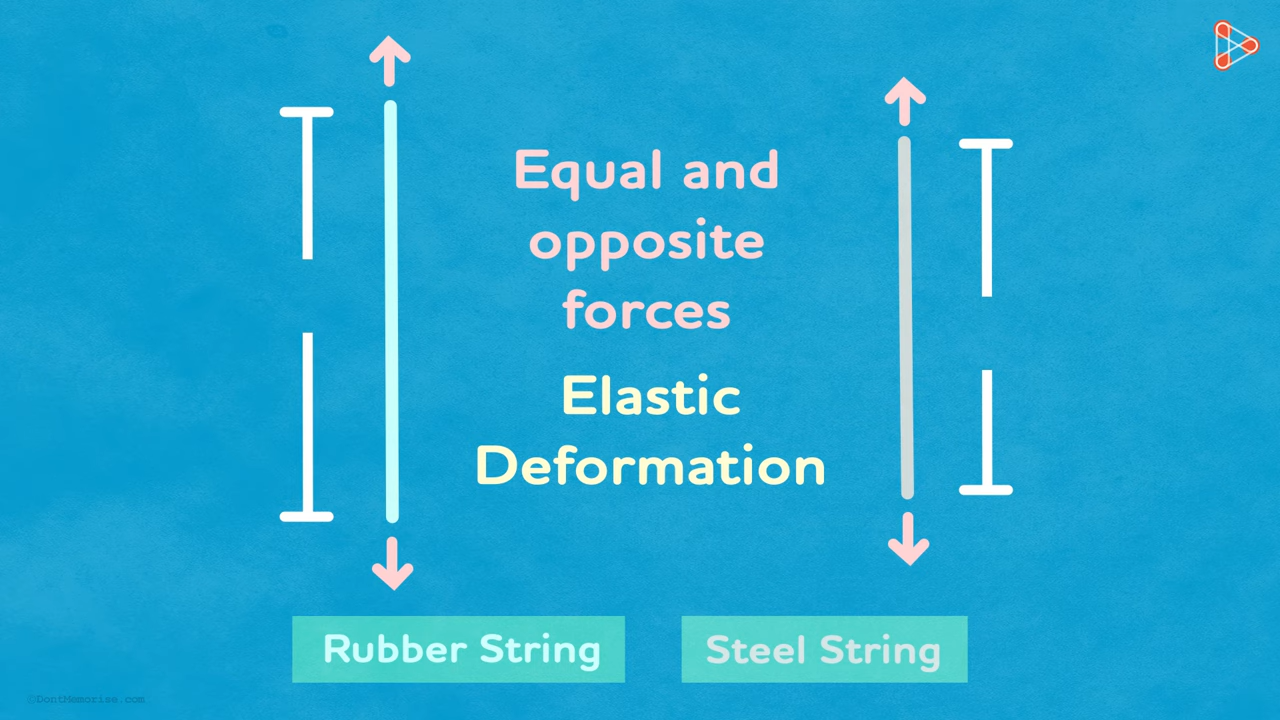 Equal and
opposite
forces
Elastic
Deformation
Rubber String
Steel String
©DontMemorise.com